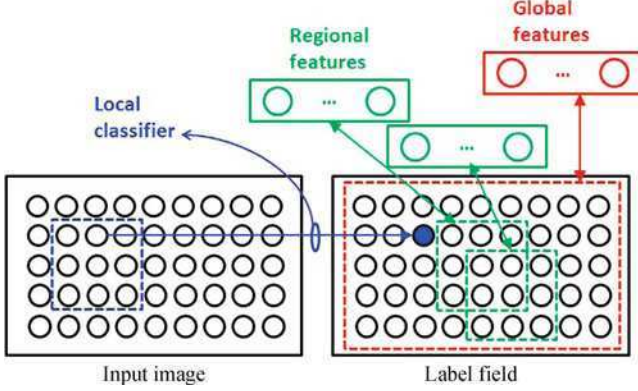 Global
features
Regional
features
...
...
...
Local
classifier
Input image
Label field